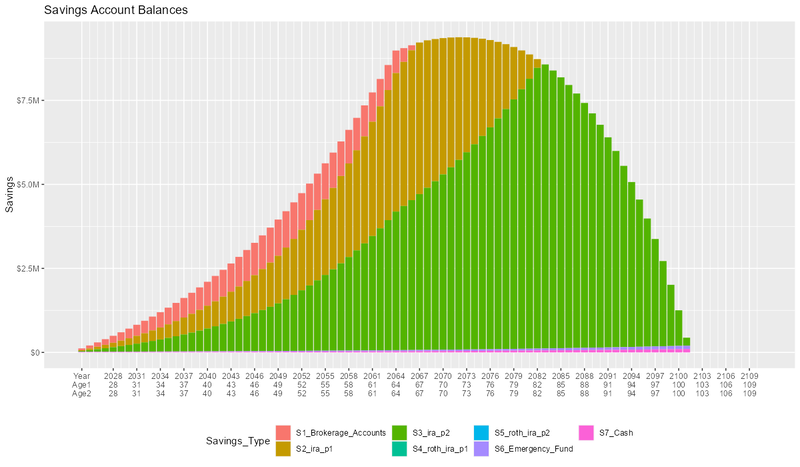 Savings Account Balances
$7.5M
$5.0M
$2.5M
$0
Savings
Year 2028 2031 2034 2037 2040 2043 2046 2049 2052 2055 2058 2061 2064 2067 2070 2073 2076 2079 2082 2085 2088 2091 2094 2097 2100 2103 2106 2109
Age1 28 31 34 37 40 43 46 49 52 55 58 61 64 67 70 73 76 79 82 85 88 91 94 97 100 103 106 109
Age2 28 31 34 37 40 43 46 49 52 55 58 61 64 67 70 73 76 79 82 85 88 91 94 97 100 103 106 109
Savings_Type
S1_Brokerage_Accounts S3_ira_p2 S5_roth_ira_p2 S7_Cash
S2_ira_p1 S4_roth_ira_p1 S6_Emergency_Fund